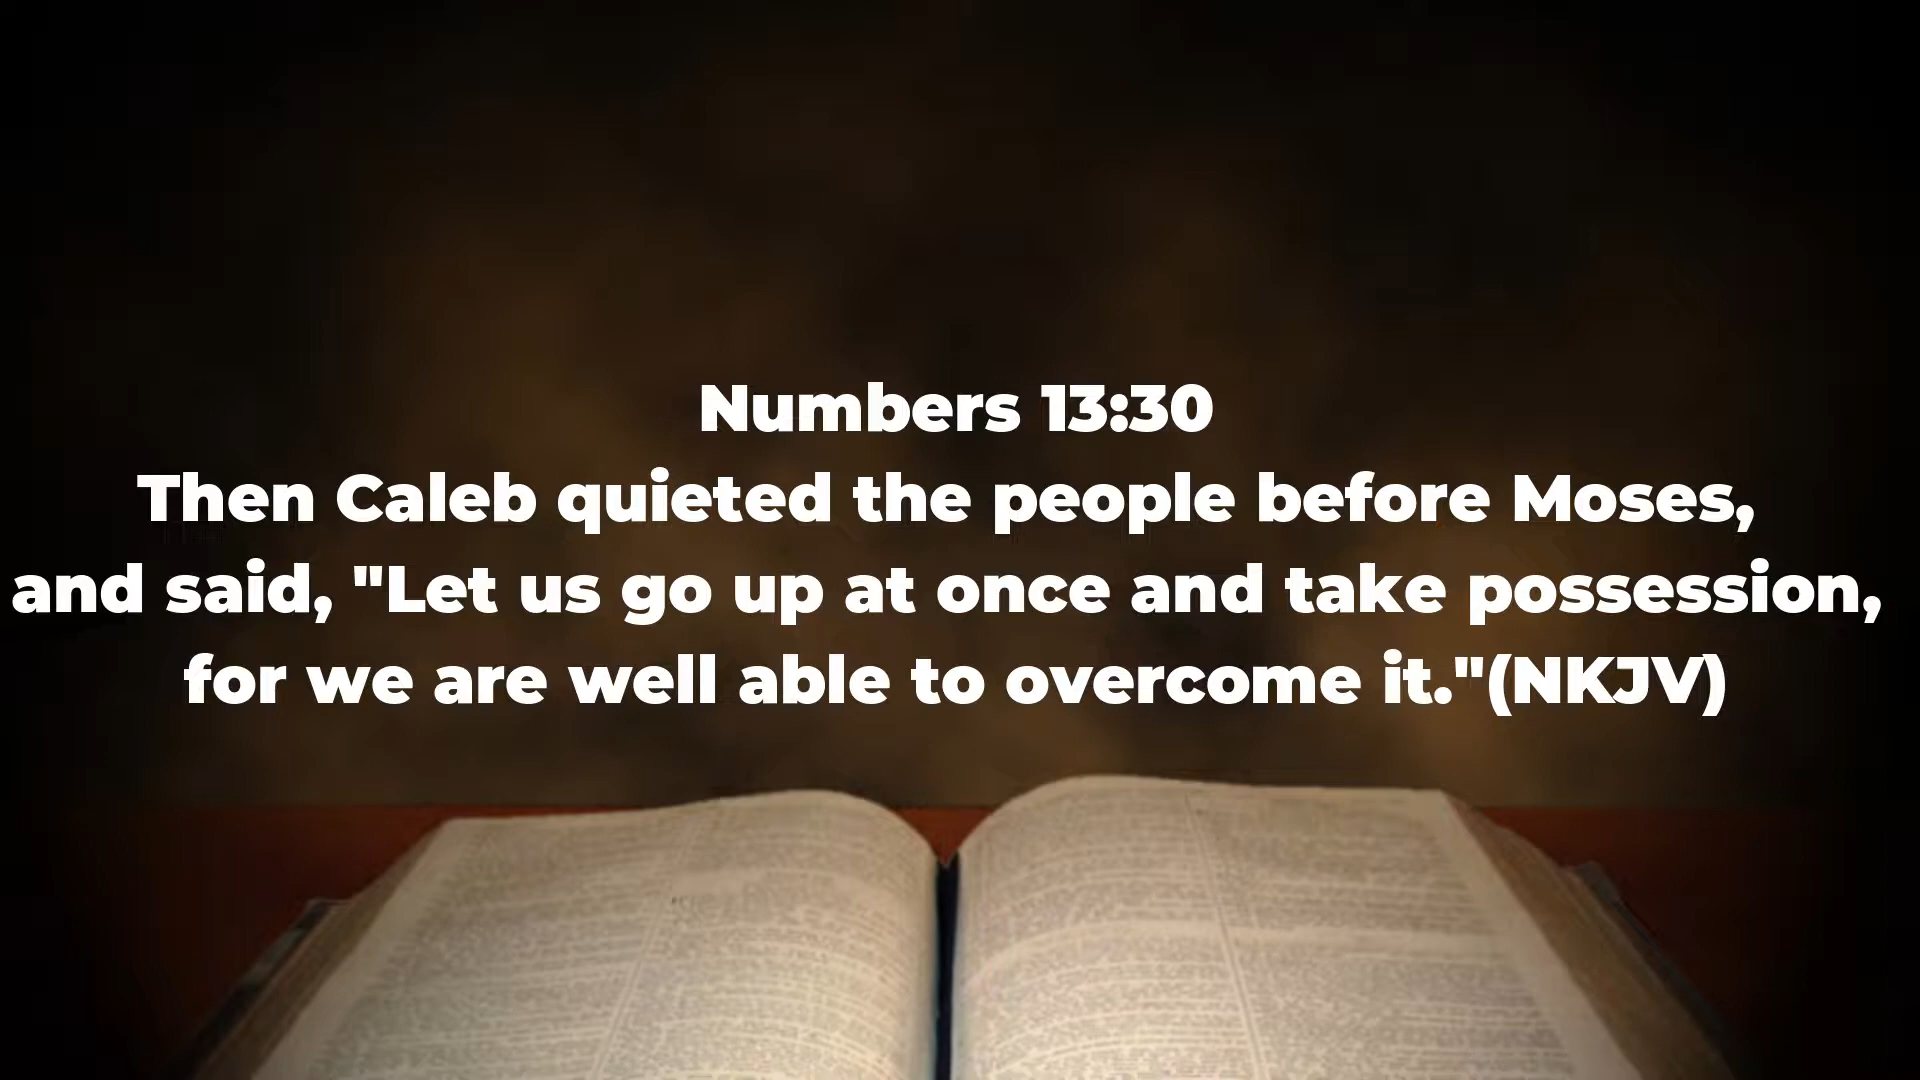 Numbers 13:30
Then Caleb quieted the people before Moses,
and said, "Let us go up at once and take possession,
for we are well able to overcome it."(NKJV)